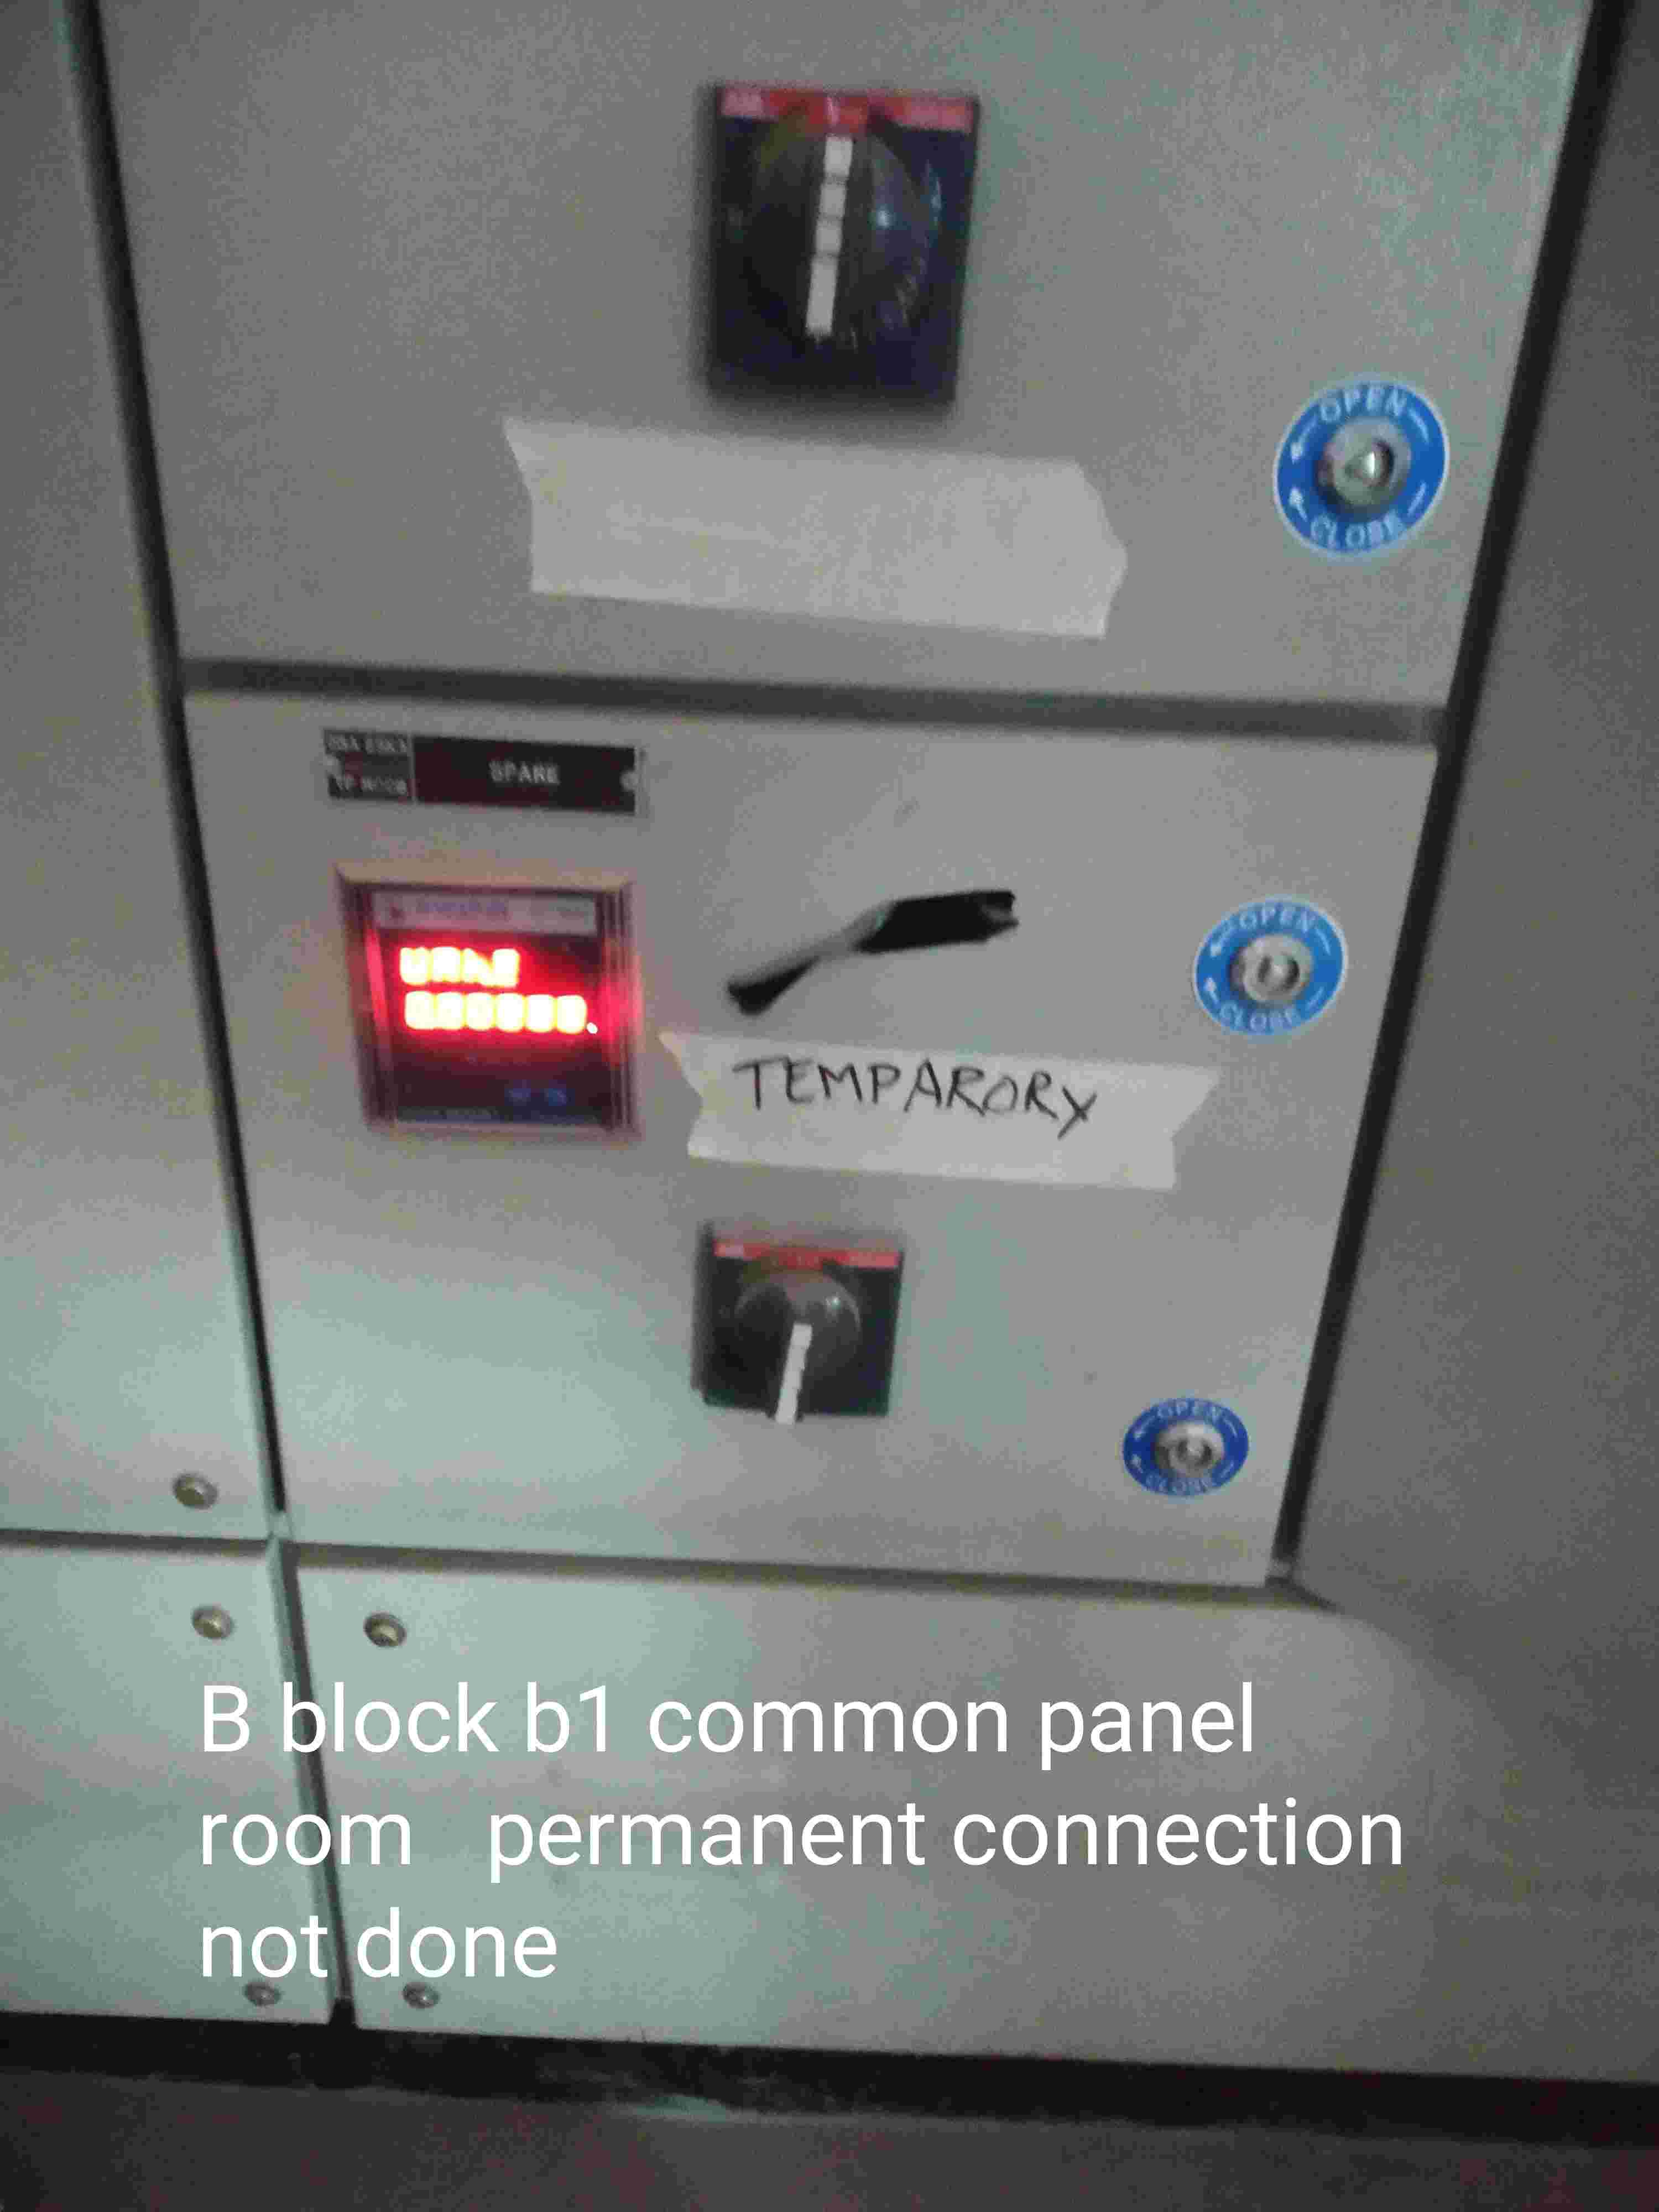 OPEN
CLOSE
SPARE
OPEN
CLOSE
TEMPARORY
OPEN
CLOSE
B block b1 common panel
room permanent connection
not done